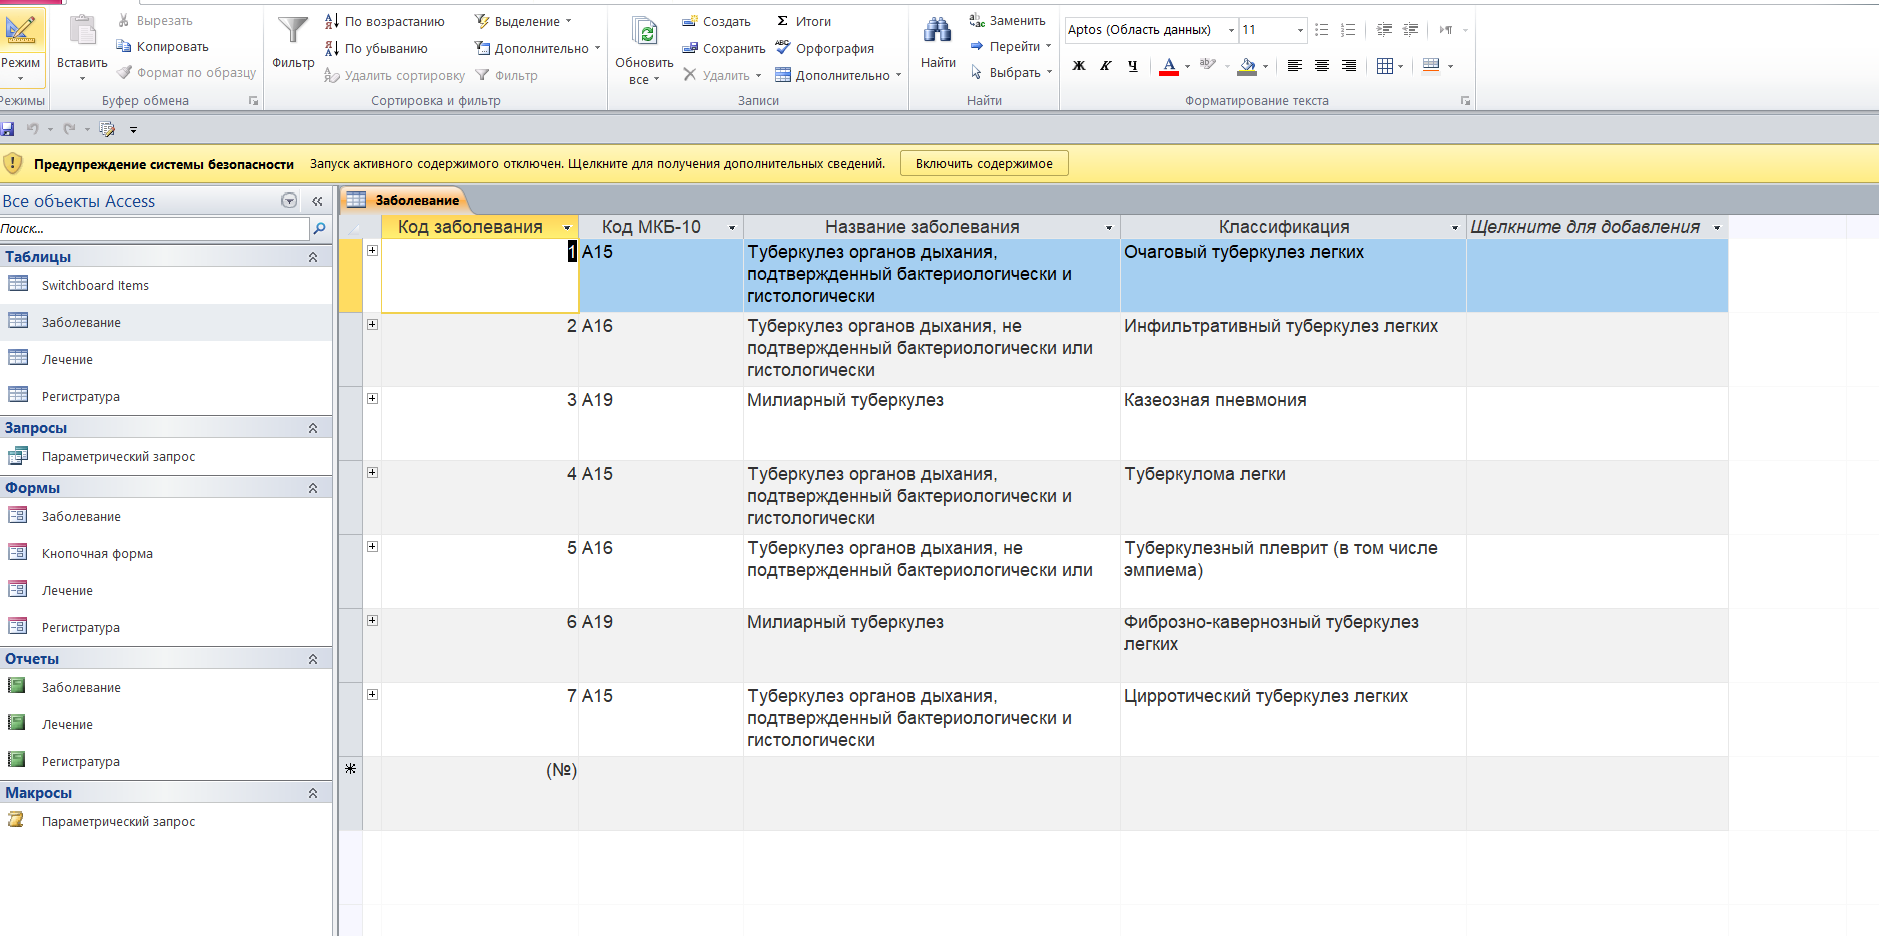 Режим
Режимы
Вставить
Вырезать
Копировать
Формат по образцу
Буфер обмена
Фильтр
По возрастанию
По убыванию
Удалить сортировку
Выделение
Дополнительно
Фильтр
Сортировка и фильтр
Обновить
все
Создать
Сохранить
Удалить
Итоги
Орфография
Дополнительно
Записи
Найти
Заменить
Перейти
Выбрать
Найти
Aptos (Область данных)
11
Ж К Ч
Форматирование текста
Предупреждение системы безопасности Запуск активного содержимого отключен. Щелкните для получения дополнительных сведений. Включить содержимое
Все объекты Access
Поиск...
Таблицы
Switchboard Items
Заболевание
Лечение
Регистратура
Запросы
Параметрический запрос
Формы
Заболевание
Кнопочная форма
Лечение
Регистратура
Отчеты
Заболевание
Лечение
Регистратура
Макросы
Параметрический запрос
Заболевание
Код заболевания Код МКБ-10 Название заболевания Классификация Щелкните для добавления
1 A15 Туберкулез органов дыхания, Очаговый туберкулез легких
подтвержденный бактериологически и
гистологически
2 A16 Туберкулез органов дыхания, не Инфильтративный туберкулез легких
подтвержденный бактериологически или
гистологически
3 A19 Милиарный туберкулез Казеозная пневмония
4 A15 Туберкулез органов дыхания, Туберкулома легки
подтвержденный бактериологически и
гистологически
5 A16 Туберкулез органов дыхания, не Туберкулезный плеврит (в том числе
подтвержденный бактериологически или эмпиема)
6 A19 Милиарный туберкулез Фиброзно-кавернозный туберкулез
легких
7 A15 Туберкулез органов дыхания, Цирротический туберкулез легких
подтвержденный бактериологически и
гистологически
(№)